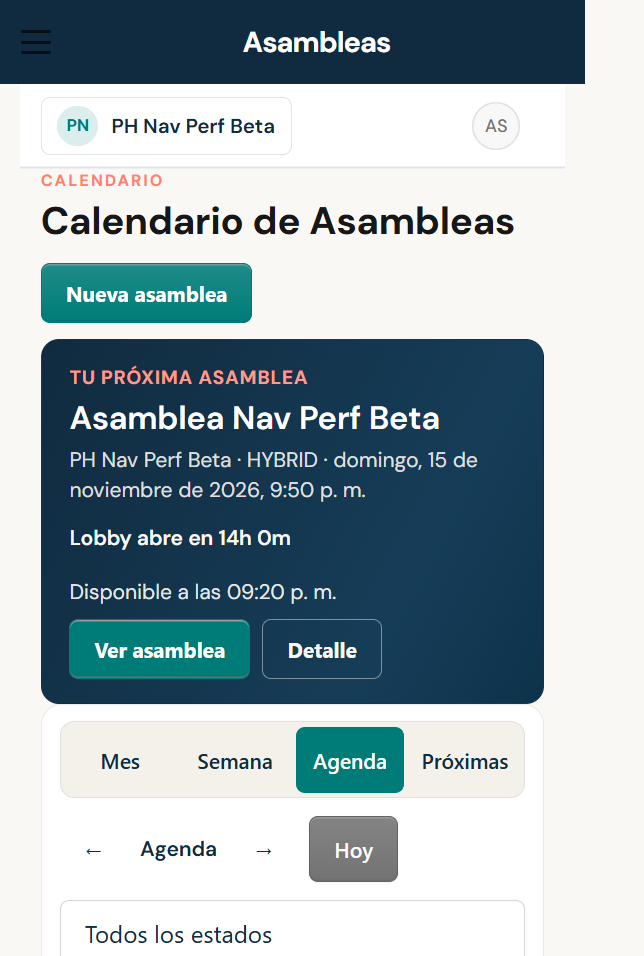 Asambleas
PN PH Nav Perf Beta AS
CALENDARIO
Calendario de Asambleas
Nueva asamblea
TU PRÓXIMA ASAMBLEA
Asamblea Nav Perf Beta
PH Nav Perf Beta · HYBRID · domingo, 15 de
noviembre de 2026, 9:50 p. m.
Lobby abre en 14h 0m
Disponible a las 09:20 p. m.
Ver asamblea Detalle
Mes Semana Agenda Próximas
← Agenda → Hoy
Todos los estados